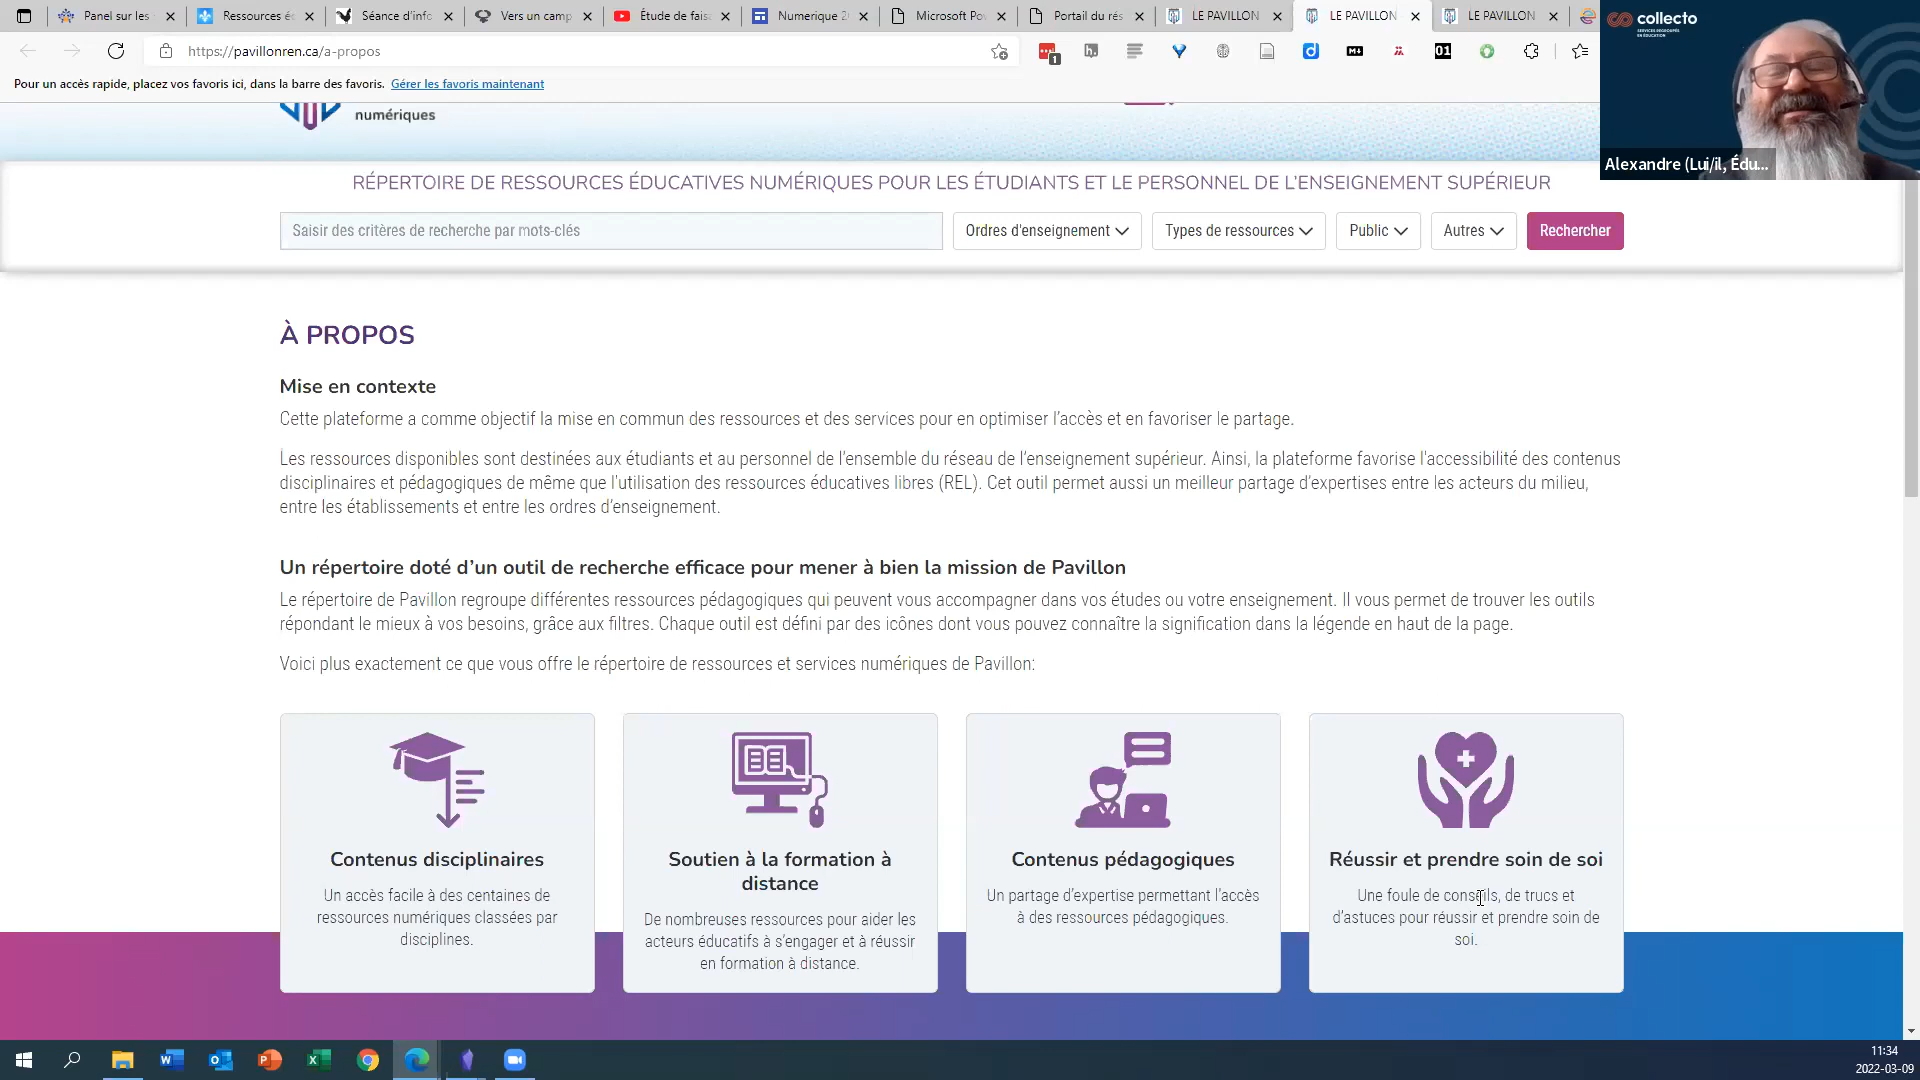 Panel sur les
Ressources é
Séance d'info
Vers un camp
Étude de fais
Numerique 2
Microsoft Po
Portail du rés
LE PAVILLON
LE PAVILLON
LE PAVILLON
https://pavillonren.ca/a-propos
1
h.
d
01
Pour un accès rapide, placez vos favoris ici, dans la barre des favoris. Gérer les favoris maintenant
collecto
SERVICES REGROUPÉS
EN ÉDUCATION
Alexandre (Lui/il, Édu...
numériques
RÉPERTOIRE DE RESSOURCES ÉDUCATIVES NUMÉRIQUES POUR LES ÉTUDIANTS ET LE PERSONNEL DE L'ENSEIGNEMENT SUPÉRIEUR
Saisir des critères de recherche par mots-clés
Ordres d'enseignement
Types de ressources
Public
Autres
Rechercher
À PROPOS
Mise en contexte
Cette plateforme a comme objectif la mise en commun des ressources et des services pour en optimiser l'accès et en favoriser le partage.
Les ressources disponibles sont destinées aux étudiants et au personnel de l'ensemble du réseau de l'enseignement supérieur. Ainsi, la plateforme favorise l'accessibilité des contenus
disciplinaires et pédagogiques de même que l'utilisation des ressources éducatives libres (REL). Cet outil permet aussi un meilleur partage d'expertises entre les acteurs du milieu,
entre les établissements et entre les ordres d'enseignement.
Un répertoire doté d'un outil de recherche efficace pour mener à bien la mission de Pavillon
Le répertoire de Pavillon regroupe différentes ressources pédagogiques qui peuvent vous accompagner dans vos études ou votre enseignement. Il vous permet de trouver les outils
répondant le mieux à vos besoins, grâce aux filtres. Chaque outil est défini par des icônes dont vous pouvez connaître la signification dans la légende en haut de la page.
Voici plus exactement ce que vous offre le répertoire de ressources et services numériques de Pavillon:
Contenus disciplinaires
Un accès facile à des centaines de
ressources numériques classées par
disciplines.
Soutien à la formation à
distance
De nombreuses ressources pour aider les
acteurs éducatifs à s'engager et à réussir
en formation à distance.
Contenus pédagogiques
Un partage d'expertise permettant l'accès
à des ressources pédagogiques.
Réussir et prendre soin de soi
Une foule de conseils, de trucs et
d'astuces pour réussir et prendre soin de
soi.
11:34
2022-03-09